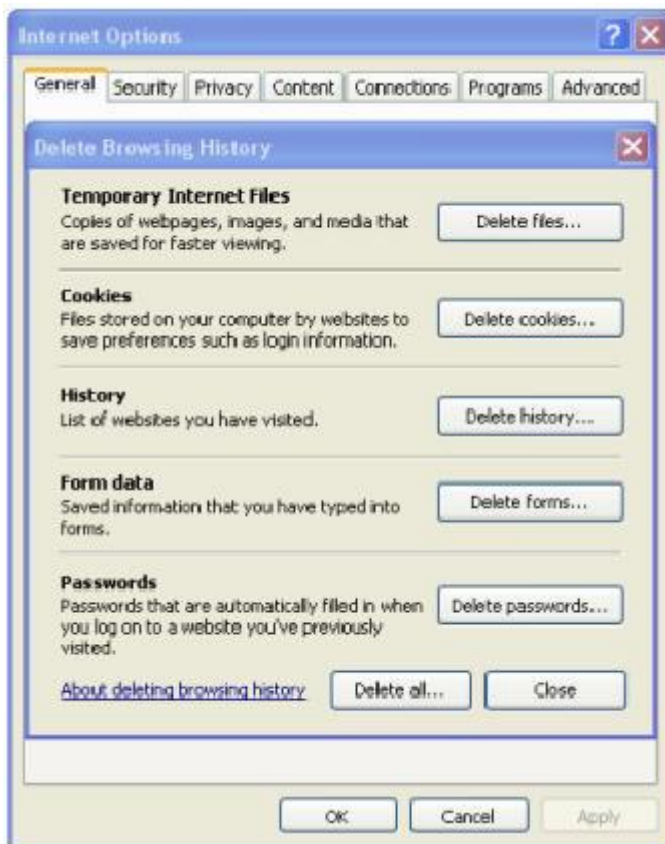 Internet Options
General Security Privacy Content Connections Programs Advanced
Delete Browsing History
Temporary Internet Files
Copies of webpages, images, and media that
are saved for faster viewing.
Delete files...
Cookies
Files stored on your computer by websites to
save preferences such as login information.
Delete cookies...
History
List of websites you have visited.
Delete history....
Form data
Saved information that you have typed into
forms.
Delete forms...
Passwords
Passwords that are automatically filled in when
you log on to a website you've previously
visited.
Delete passwords...
About deleting browsing history
Delete all...
Close
OK
Cancel
Apply